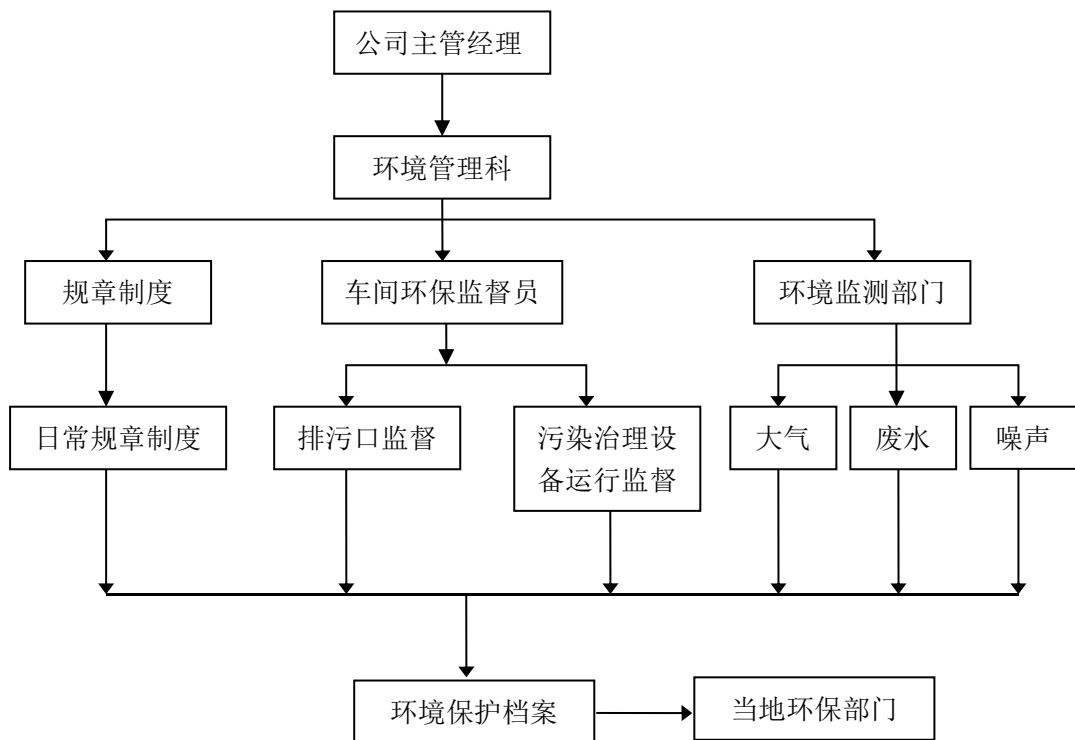 公司主管经理
环境管理科
规章制度
车间环保监督员
环境监测部门
日常规章制度
排污口监督
污染治理设
备运行监督
大气
废水
噪声
环境保护档案
当地环保部门